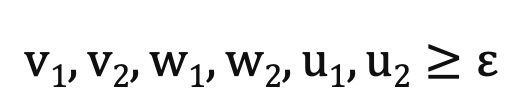 v₁, v₂, w₁, w₂, u₁, u₂ ≥ ε